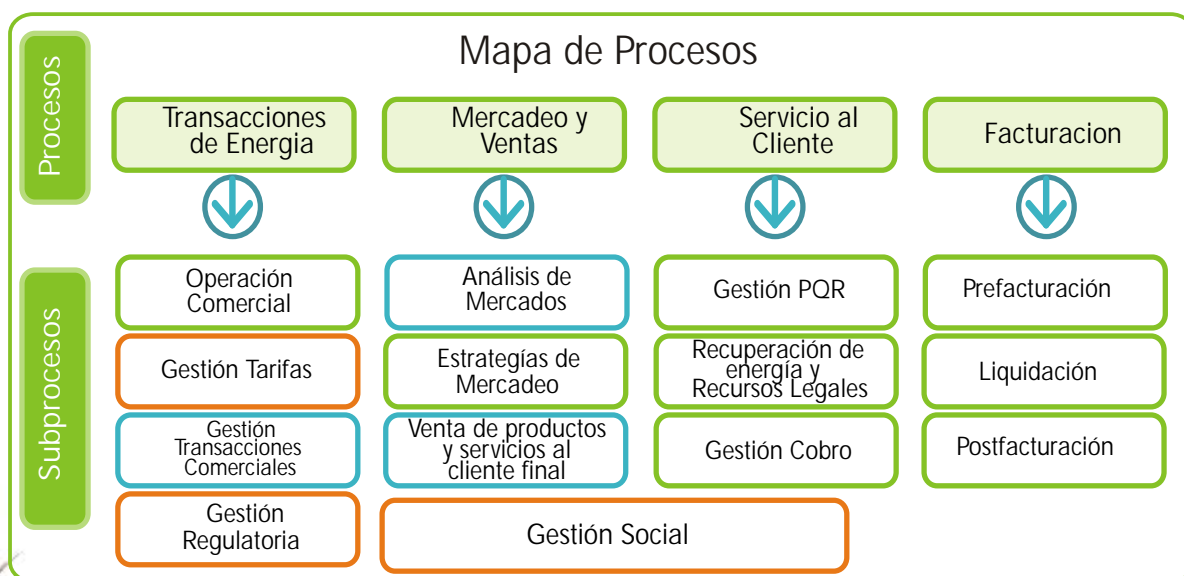 Mapa de Procesos
Procesos
Transacciones
de Energia
Mercadeo y
Ventas
Servicio al
Cliente
Facturacion
Subprocesos
Operación
Comercial
Análisis de
Mercados
Gestión PQR
Prefacturación
Gestión Tarifas
Estrategías de
Mercadeo
Recuperación de
energía y
Recursos Legales
Liquidación
Gestión
Transacciones
Comerciales
Venta de productos
y servicios al
cliente final
Gestión Cobro
Postfacturación
Gestión
Regulatoria
Gestión Social